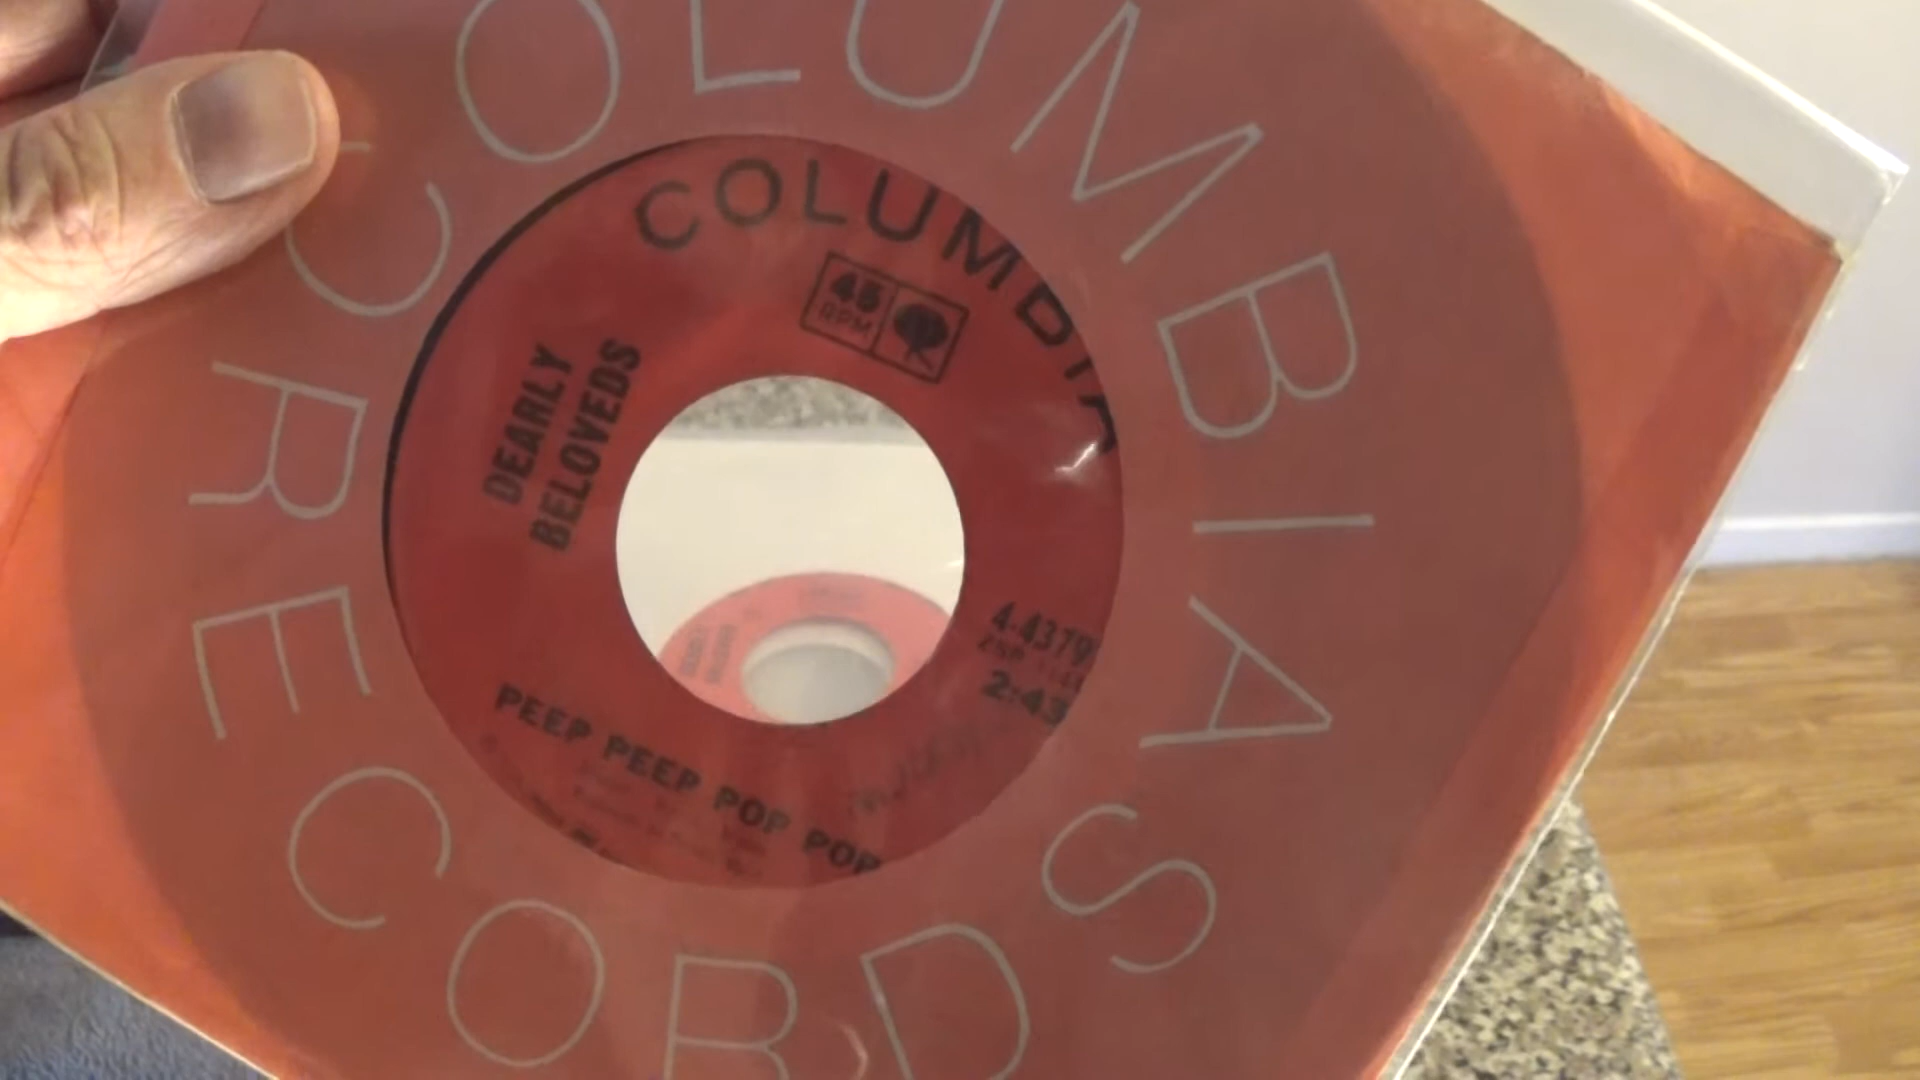 COLUMBIA RECORDS
COLUMBIA
45
RPM
DEARLY
BELOVEDS
4-4379
2:43
PEEP PEEP POP POP